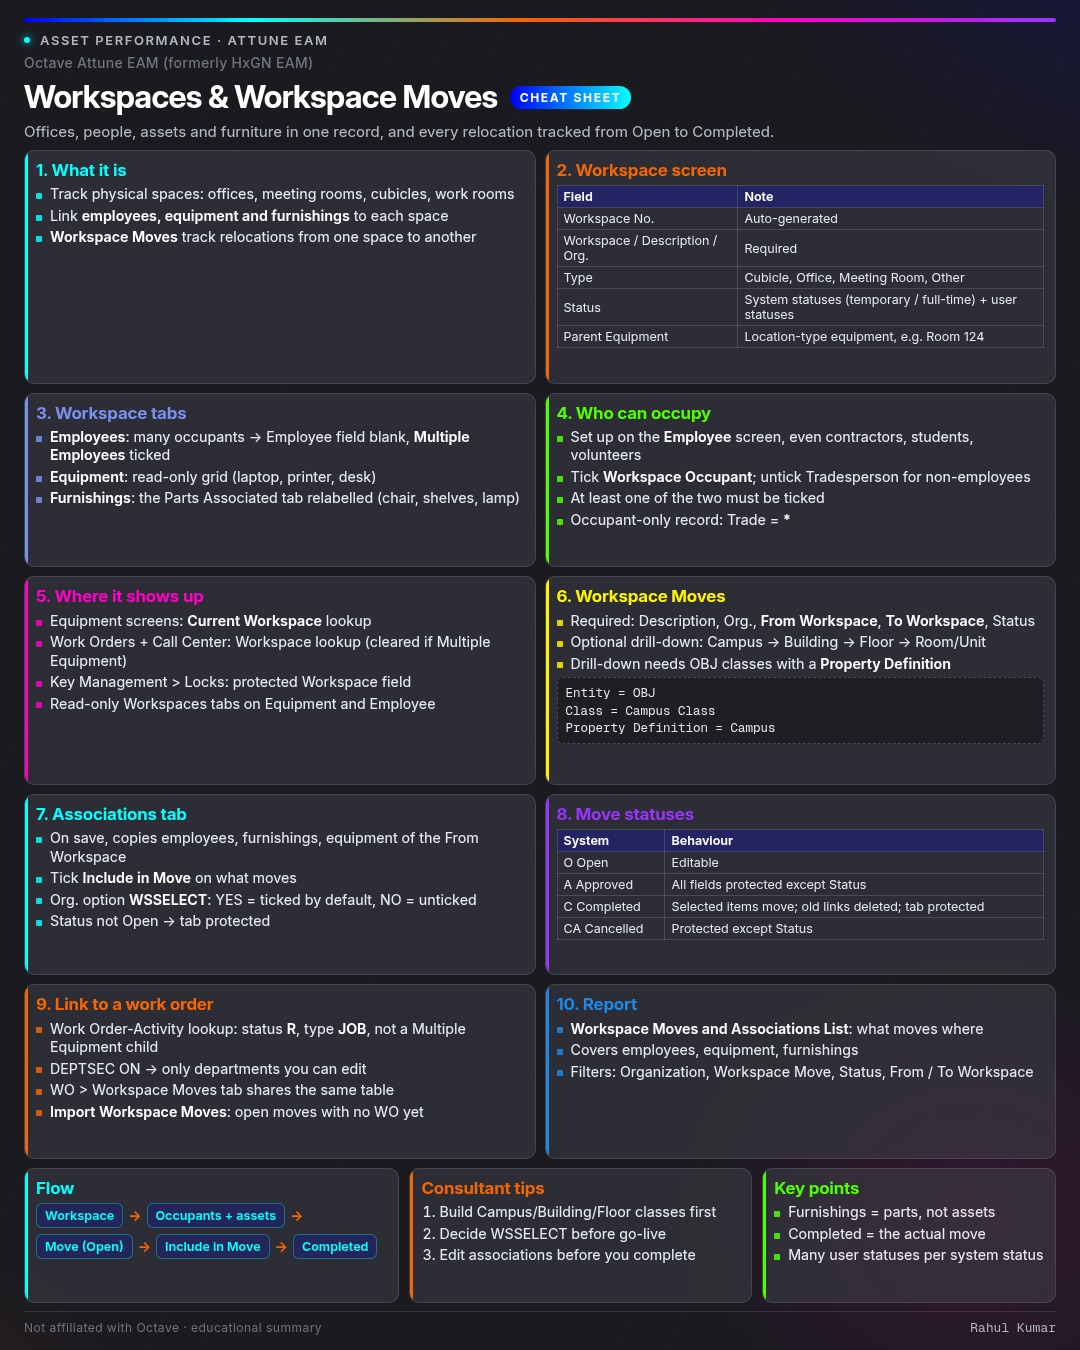 ASSET PERFORMANCE · ATTUNE EAM
Octave Attune EAM (formerly HxGN EAM)
Workspaces & Workspace Moves CHEAT SHEET
Offices, people, assets and furniture in one record, and every relocation tracked from Open to Completed.
1. What it is
Track physical spaces: offices, meeting rooms, cubicles, work rooms
Link employees, equipment and furnishings to each space
Workspace Moves track relocations from one space to another
2. Workspace screen
Field Note
Workspace No. Auto-generated
Workspace / Description /
Org. Required
Type Cubicle, Office, Meeting Room, Other
Status System statuses (temporary / full-time) + user
statuses
Parent Equipment Location-type equipment, e.g. Room 124
3. Workspace tabs
Employees: many occupants → Employee field blank, Multiple
Employees ticked
Equipment: read-only grid (laptop, printer, desk)
Furnishings: the Parts Associated tab relabelled (chair, shelves, lamp)
4. Who can occupy
Set up on the Employee screen, even contractors, students,
volunteers
Tick Workspace Occupant; untick Tradesperson for non-employees
At least one of the two must be ticked
Occupant-only record: Trade = *
5. Where it shows up
Equipment screens: Current Workspace lookup
Work Orders + Call Center: Workspace lookup (cleared if Multiple
Equipment)
Key Management > Locks: protected Workspace field
Read-only Workspaces tabs on Equipment and Employee
6. Workspace Moves
Required: Description, Org., From Workspace, To Workspace, Status
Optional drill-down: Campus → Building → Floor → Room/Unit
Drill-down needs OBJ classes with a Property Definition
Entity = OBJ
Class = Campus Class
Property Definition = Campus
7. Associations tab
On save, copies employees, furnishings, equipment of the From
Workspace
Tick Include in Move on what moves
Org. option WSSELECT: YES = ticked by default, NO = unticked
Status not Open → tab protected
8. Move statuses
System Behaviour
O Open Editable
A Approved All fields protected except Status
C Completed Selected items move; old links deleted; tab protected
CA Cancelled Protected except Status
9. Link to a work order
Work Order-Activity lookup: status R, type JOB, not a Multiple
Equipment child
DEPTSEC ON → only departments you can edit
WO > Workspace Moves tab shares the same table
Import Workspace Moves: open moves with no WO yet
10. Report
Workspace Moves and Associations List: what moves where
Covers employees, equipment, furnishings
Filters: Organization, Workspace Move, Status, From / To Workspace
Flow
Workspace → Occupants + assets →
Move (Open) → Include in Move → Completed
Consultant tips
1. Build Campus/Building/Floor classes first
2. Decide WSSELECT before go-live
3. Edit associations before you complete
Key points
Furnishings = parts, not assets
Completed = the actual move
Many user statuses per system status
Not affiliated with Octave · educational summary
Rahul Kumar